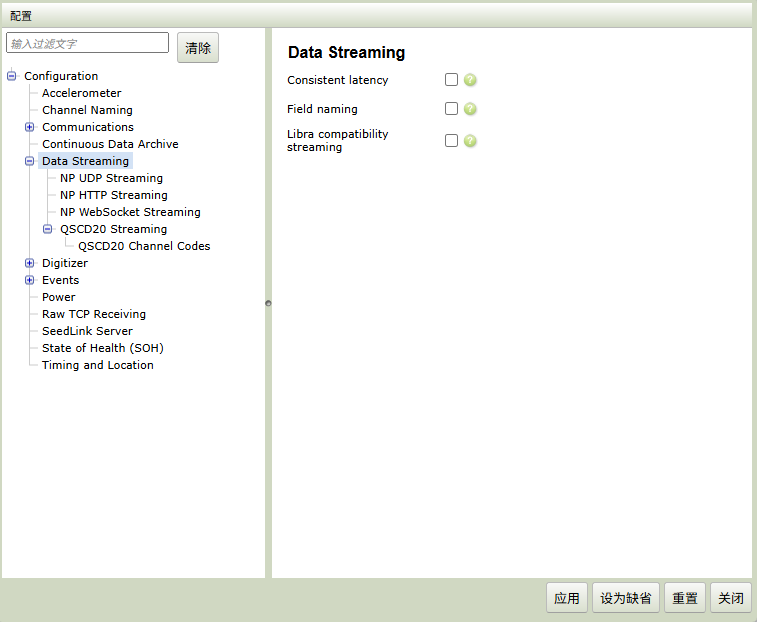 配置
输入过滤文字
清除
Configuration
Accelerometer
Channel Naming
Communications
Continuous Data Archive
Data Streaming
NP UDP Streaming
NP HTTP Streaming
NP WebSocket Streaming
QSCD20 Streaming
QSCD20 Channel Codes
Digitizer
Events
Power
Raw TCP Receiving
SeedLink Server
State of Health (SOH)
Timing and Location
Data Streaming
Consistent latency
Field naming
Libra compatibility
streaming
应用
设为缺省
重置
关闭